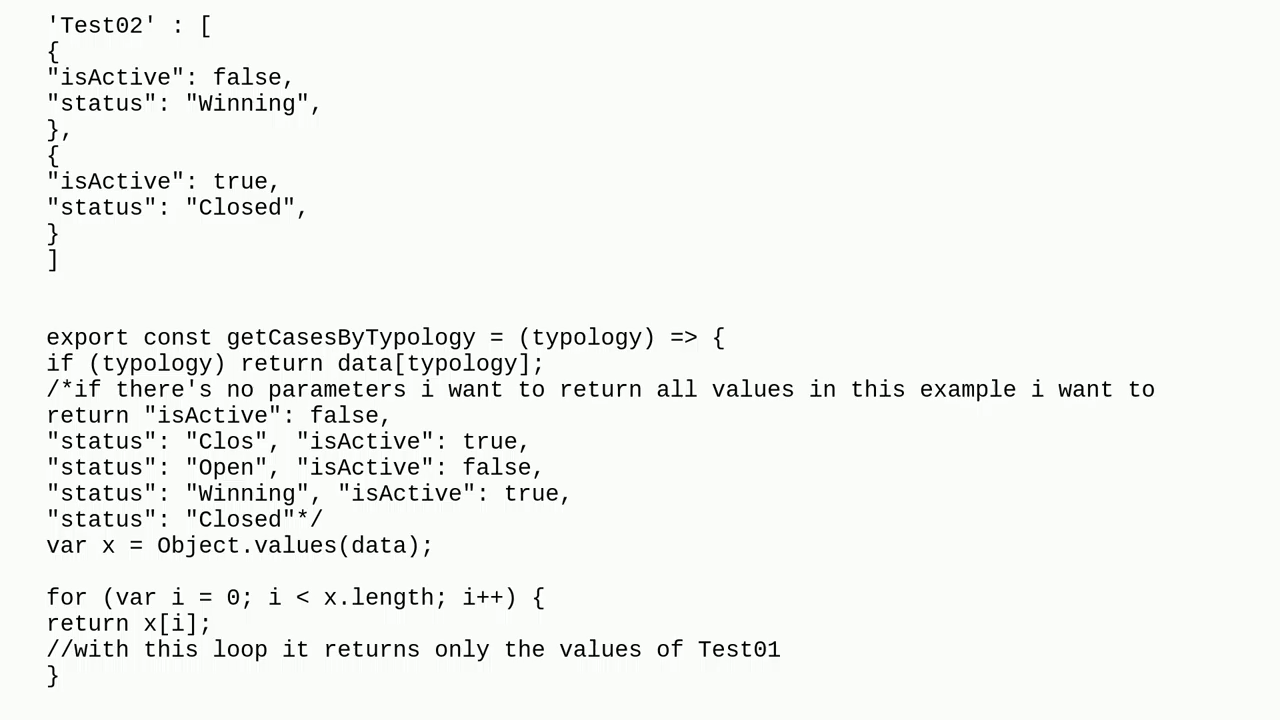 'Test02' : [
{
"isActive": false,
"status": "Winning",
},
{
"isActive": true,
"status": "Closed",
}
]
export const getCasesByTypology = (typology) => {
if (typology) return data[typology];
/*if there's no parameters i want to return all values in this example i want to
return "isActive": false,
"status": "Clos", "isActive": true,
"status": "Open", "isActive": false,
"status": "Winning", "isActive": true,
"status": "Closed"*/
var x = Object.values(data);
for (var i = 0; i < x.length; i++) {
return x[i];
//with this loop it returns only the values of Test01
}